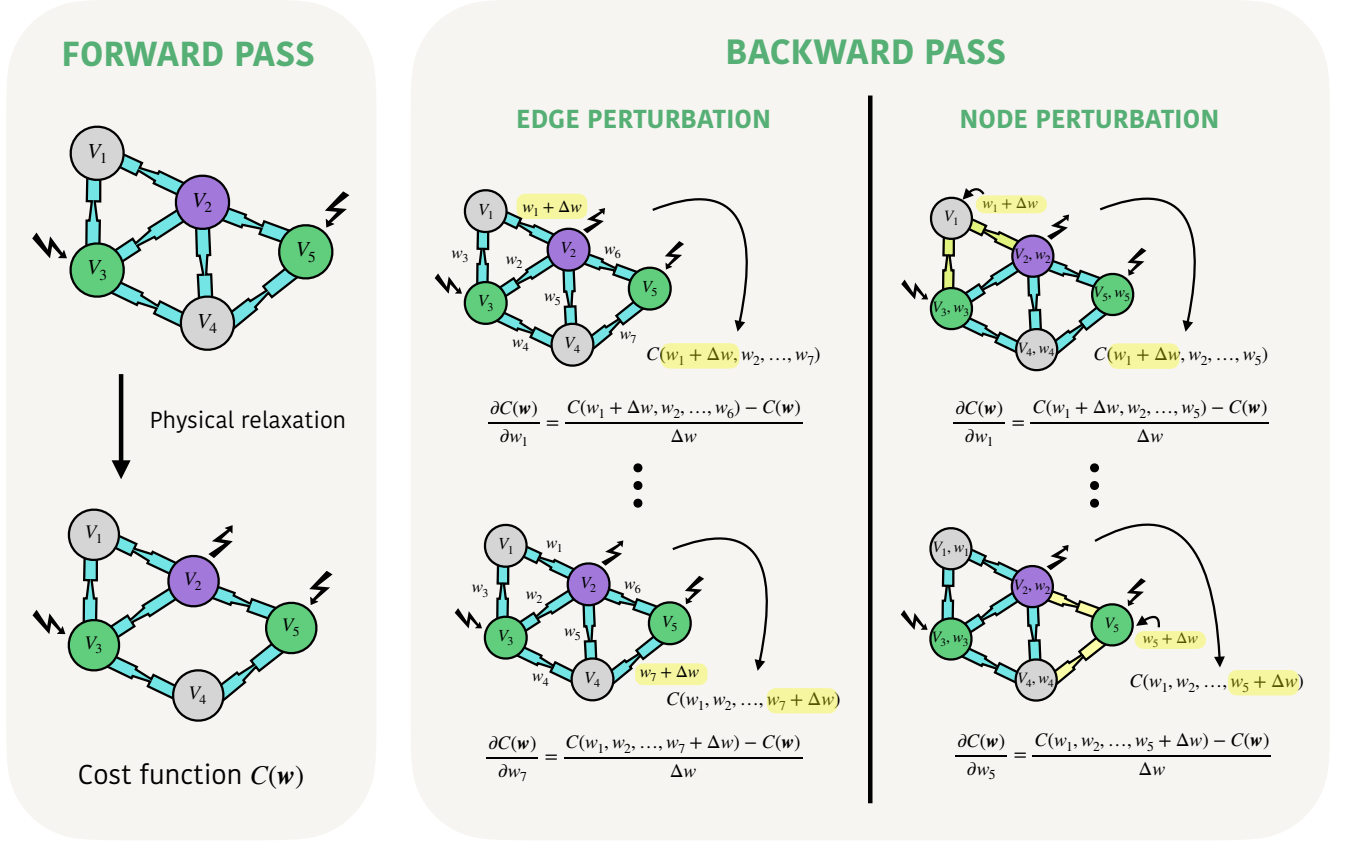 FORWARD PASS
V₁
V₂
V₅
V₃
V₄
Physical relaxation
V₁
V₂
V₅
V₃
V₄
Cost function C(w)
BACKWARD PASS
EDGE PERTURBATION
w₁ + Δw
V₁
V₂
w₆
w₃
w₂
V₅
V₃
w₅
w₄
V₄
w₇
C(w₁ + Δw, w₂, …, w₇)
∂C(w)/∂w₁ = (C(w₁ + Δw, w₂, …, w₆) − C(w))/Δw
V₁
w₁
V₂
w₆
w₃
w₂
V₅
V₃
w₅
w₄
V₄
w₇ + Δw
C(w₁, w₂, …, w₇ + Δw)
∂C(w)/∂w₇ = (C(w₁, w₂, …, w₇ + Δw) − C(w))/Δw
NODE PERTURBATION
w₁ + Δw
V₁
V₂, w₂
V₅, w₅
V₃, w₃
V₄, w₄
C(w₁ + Δw, w₂, …, w₅)
∂C(w)/∂w₁ = (C(w₁ + Δw, w₂, …, w₅) − C(w))/Δw
V₁, w₁
V₂, w₂
V₅
V₃, w₃
w₅ + Δw
V₄, w₄
C(w₁, w₂, …, w₅ + Δw)
∂C(w)/∂w₅ = (C(w₁, w₂, …, w₅ + Δw) − C(w))/Δw